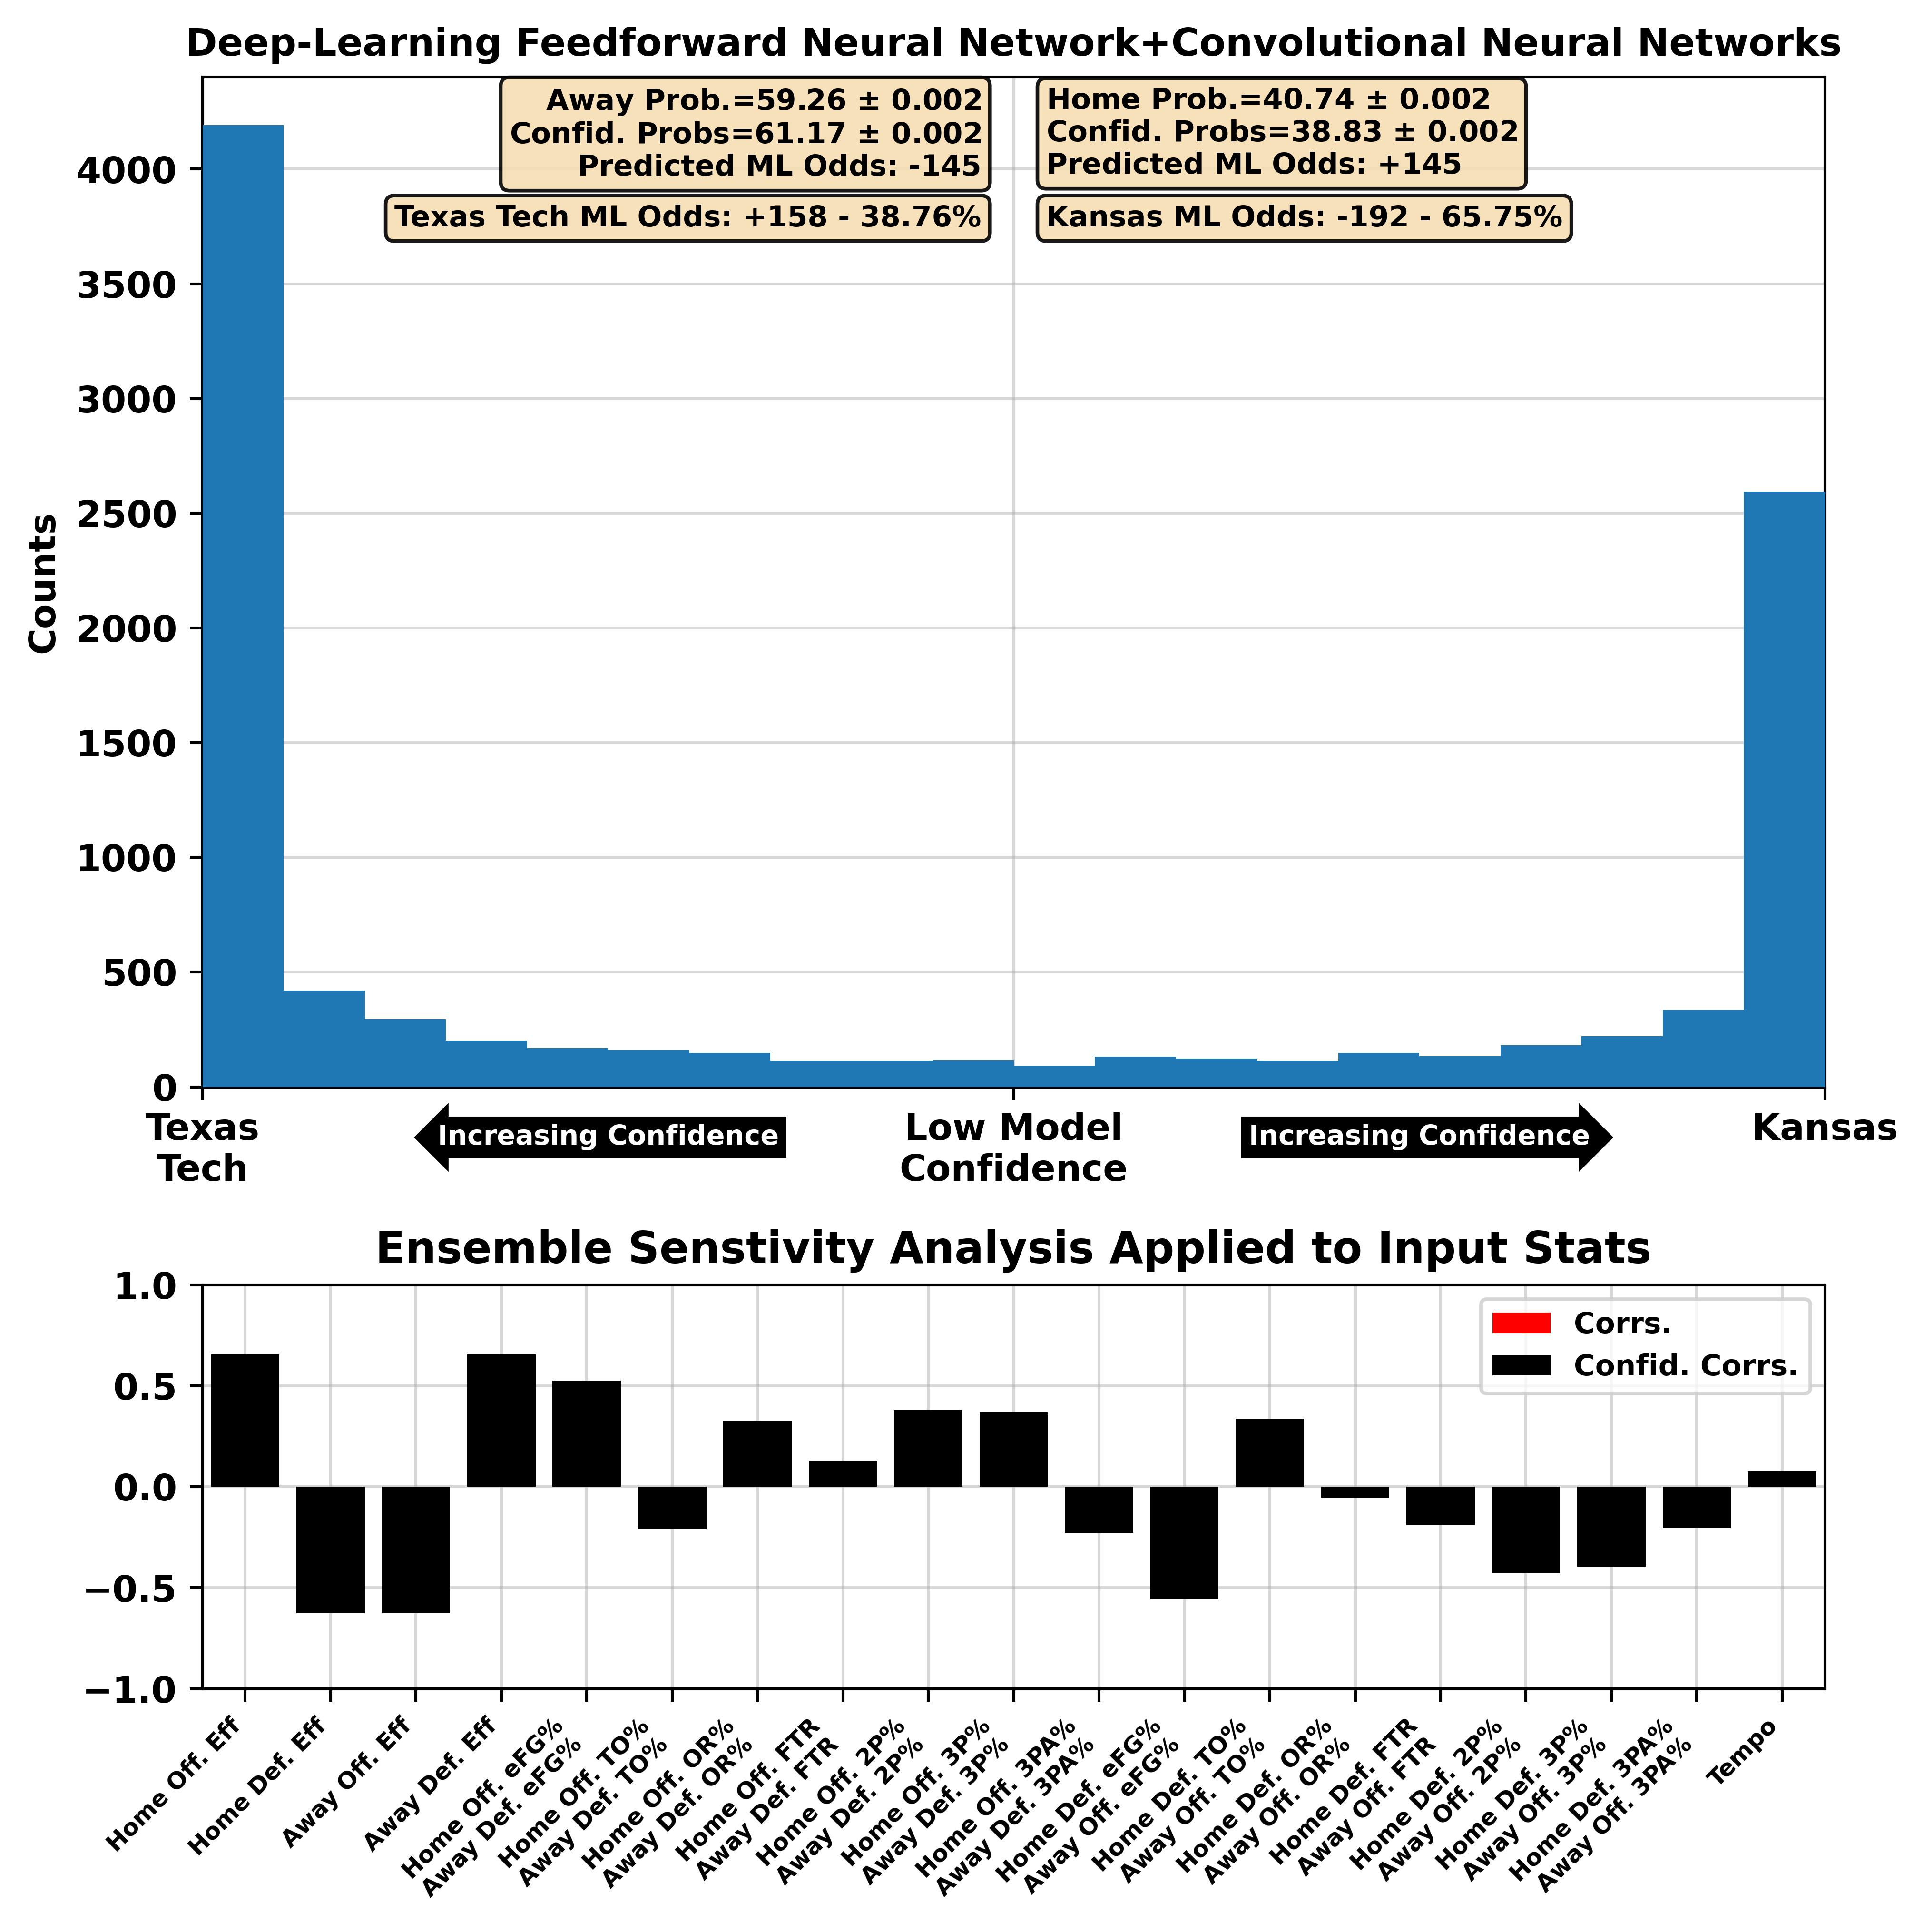 Deep-Learning Feedforward Neural Network+Convolutional Neural Networks
Away Prob.=59.26 ± 0.002
Confid. Probs=61.17 ± 0.002
Predicted ML Odds: -145
Home Prob.=40.74 ± 0.002
Confid. Probs=38.83 ± 0.002
Predicted ML Odds: +145
Texas Tech ML Odds: +158 - 38.76%
Kansas ML Odds: -192 - 65.75%
Counts
4000
3500
3000
2500
2000
1500
1000
500
0
Texas
Tech
Increasing Confidence
Low Model
Confidence
Increasing Confidence
Kansas
Ensemble Senstivity Analysis Applied to Input Stats
1.0
0.5
0.0
−0.5
−1.0
Corrs.
Confid. Corrs.
Home Off. Eff
Home Def. Eff
Away Off. Eff
Away Def. Eff
Home Off. eFG%
Away Def. eFG%
Home Off. TO%
Away Def. TO%
Home Off. OR%
Away Def. OR%
Home Off. FTR
Away Def. FTR
Home Off. 2P%
Away Def. 2P%
Home Off. 3P%
Away Def. 3P%
Home Off. 3PA%
Away Def. 3PA%
Home Def. eFG%
Away Off. eFG%
Home Def. TO%
Away Off. TO%
Home Def. OR%
Away Off. OR%
Home Def. FTR
Away Off. FTR
Home Def. 2P%
Away Off. 2P%
Home Def. 3P%
Away Off. 3P%
Home Def. 3PA%
Away Off. 3PA%
Tempo